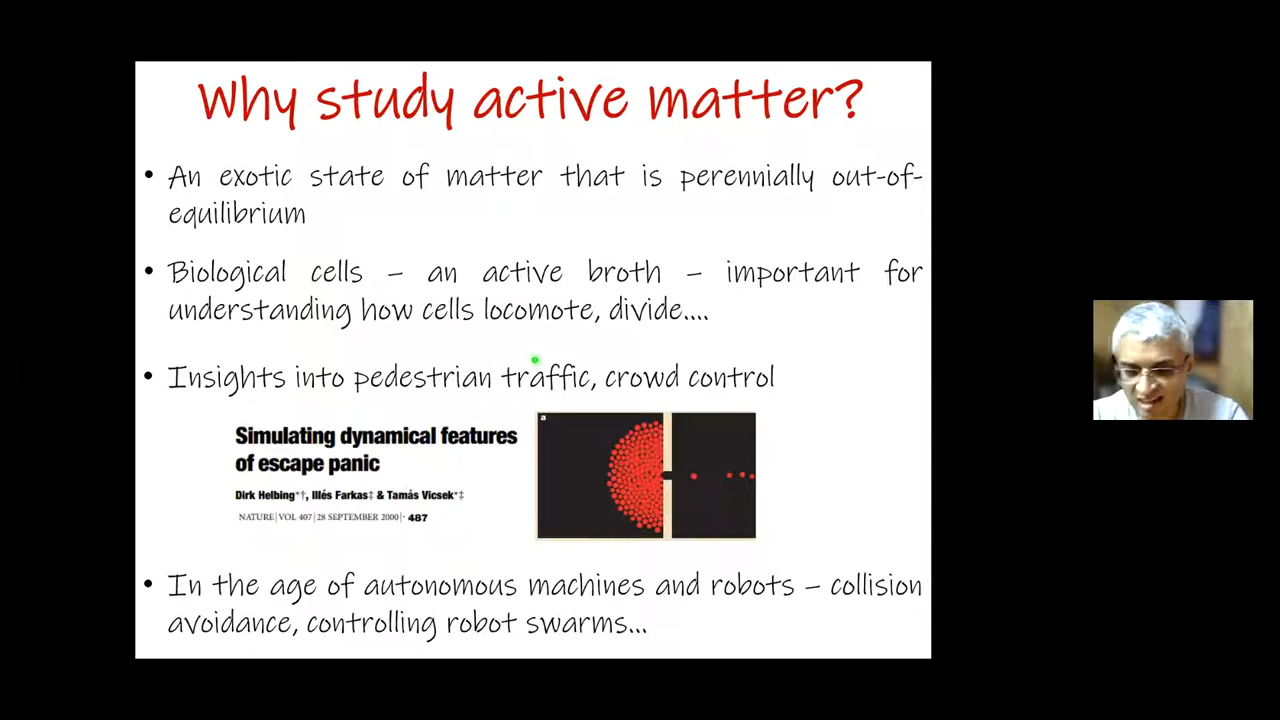 Why study active matter?
• An exotic state of matter that is perennially out-of-
equilibrium
• Biological cells – an active broth – important for
understanding how cells locomote, divide....
• Insights into pedestrian traffic, crowd control
Simulating dynamical features
of escape panic
Dirk Helbing*†, Illés Farkas‡ & Tamás Vicsek*‡
NATURE | VOL 407 | 28 SEPTEMBER 2000 | 487
a
• In the age of autonomous machines and robots – collision
avoidance, controlling robot swarms...